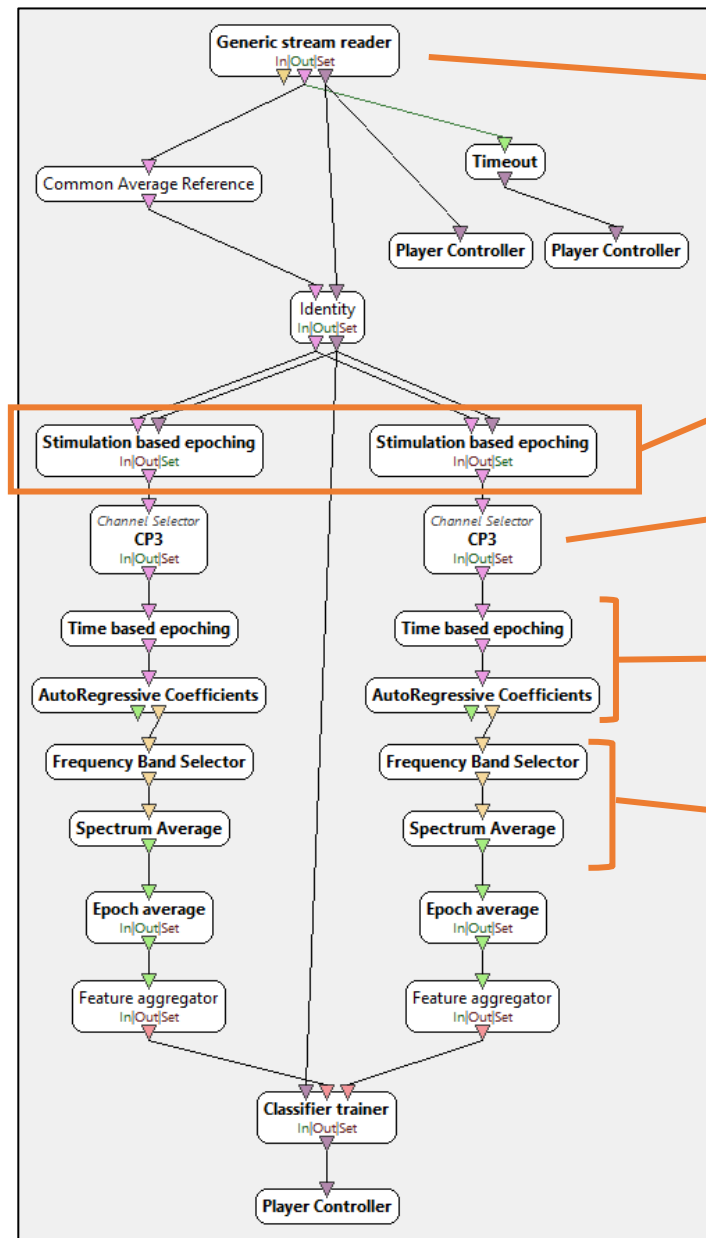 Generic stream reader
In|Out|Set
Timeout
Common Average Reference
Player Controller
Player Controller
Identity
In|Out|Set
Stimulation based epoching
In|Out|Set
Stimulation based epoching
In|Out|Set
Channel Selector
CP3
In|Out|Set
Channel Selector
CP3
In|Out|Set
Time based epoching
Time based epoching
AutoRegressive Coefficients
AutoRegressive Coefficients
Frequency Band Selector
Frequency Band Selector
Spectrum Average
Spectrum Average
Epoch average
In|Out|Set
Epoch average
In|Out|Set
Feature aggregator
In|Out|Set
Feature aggregator
In|Out|Set
Classifier trainer
In|Out|Set
Player Controller